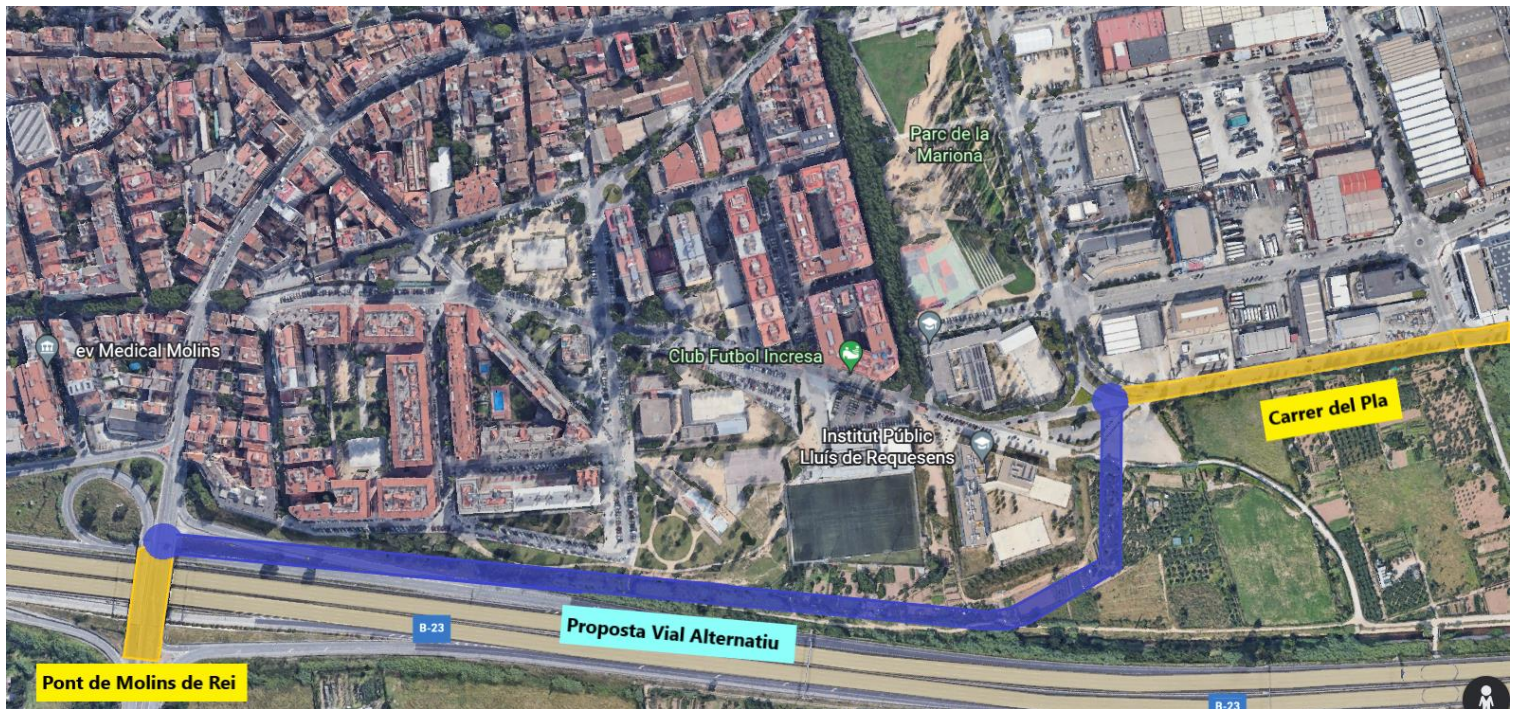 Parc de la
Mariona
ev Medical Molins
Club Futbol Incresa
Carrer del Pla
Institut Públic
Lluís de Requesens
B-23
Proposta Vial Alternatiu
Pont de Molins de Rei
B-23